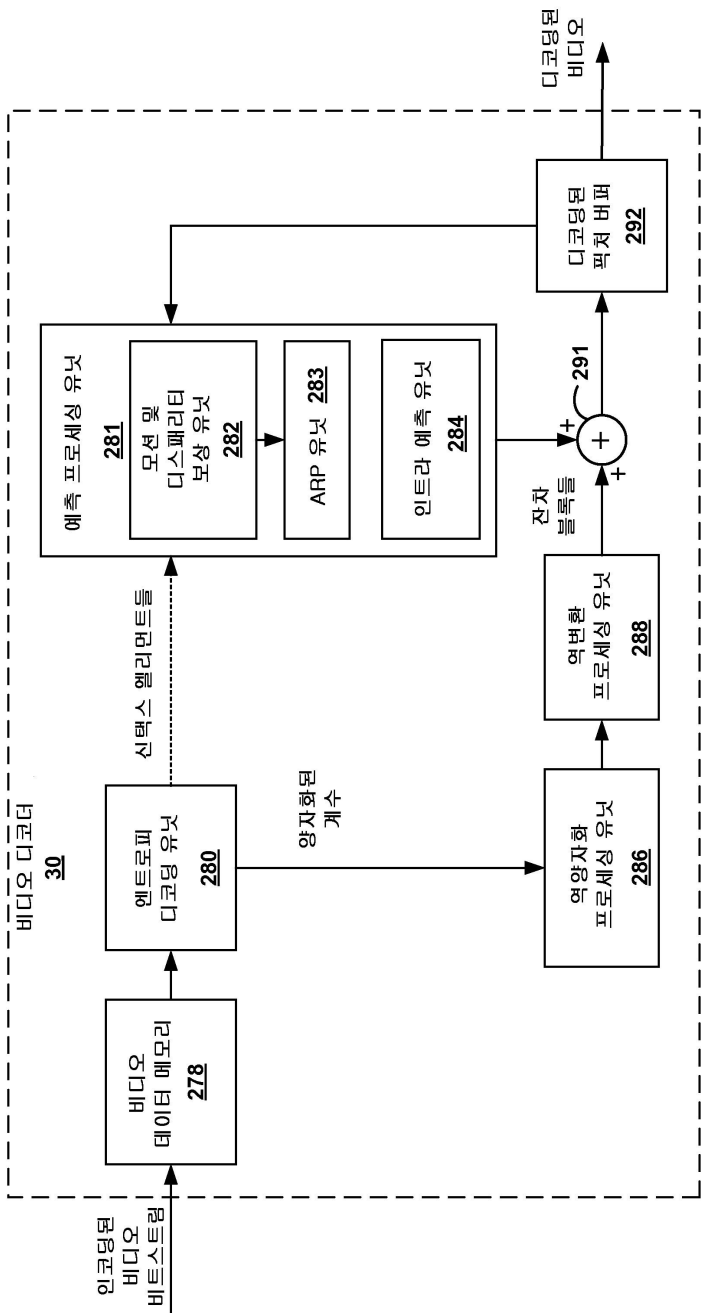 비디오 디코더
30
인코딩된
비디오
비트스트림
비디오
데이터 메모리
278
엔트로피
디코딩 유닛
280
신택스 엘리먼트들
양자화된
계수
예측 프로세싱 유닛
281
모션 및
디스패리티
보상 유닛
282
ARP 유닛 283
인트라 예측 유닛
284
역양자화
프로세싱 유닛
286
역변환
프로세싱 유닛
288
잔차
블록들
+
+
+
291
디코딩된
픽처 버퍼
292
디코딩된
비디오